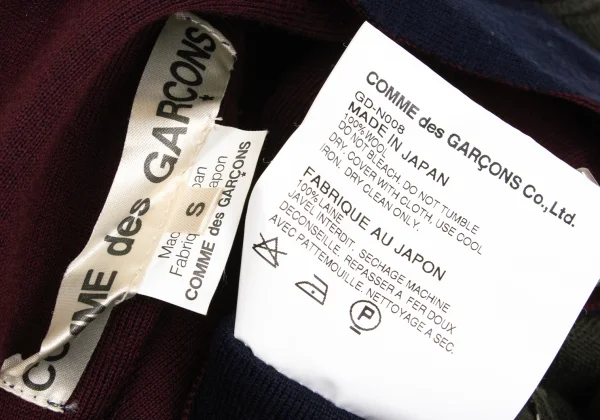 COMME des GARÇONS
Made in Japan
Fabriqué au Japon
S
COMME des GARÇONS
COMME des GARÇONS Co.,Ltd.
GD-N008
MADE IN JAPAN
100% WOOL
DO NOT BLEACH. DO NOT TUMBLE
DRY COVER WITH CLOTH, USE COOL
IRON. DRY CLEAN ONLY.
FABRIQUE AU JAPON
100% LAINE
JAVEL INTERDIT. SECHAGE MACHINE
DECONSEILLE. REPASSER A FER DOUX
AVEC PATTEMOUILLE. NETTOYAGE A SEC.
P